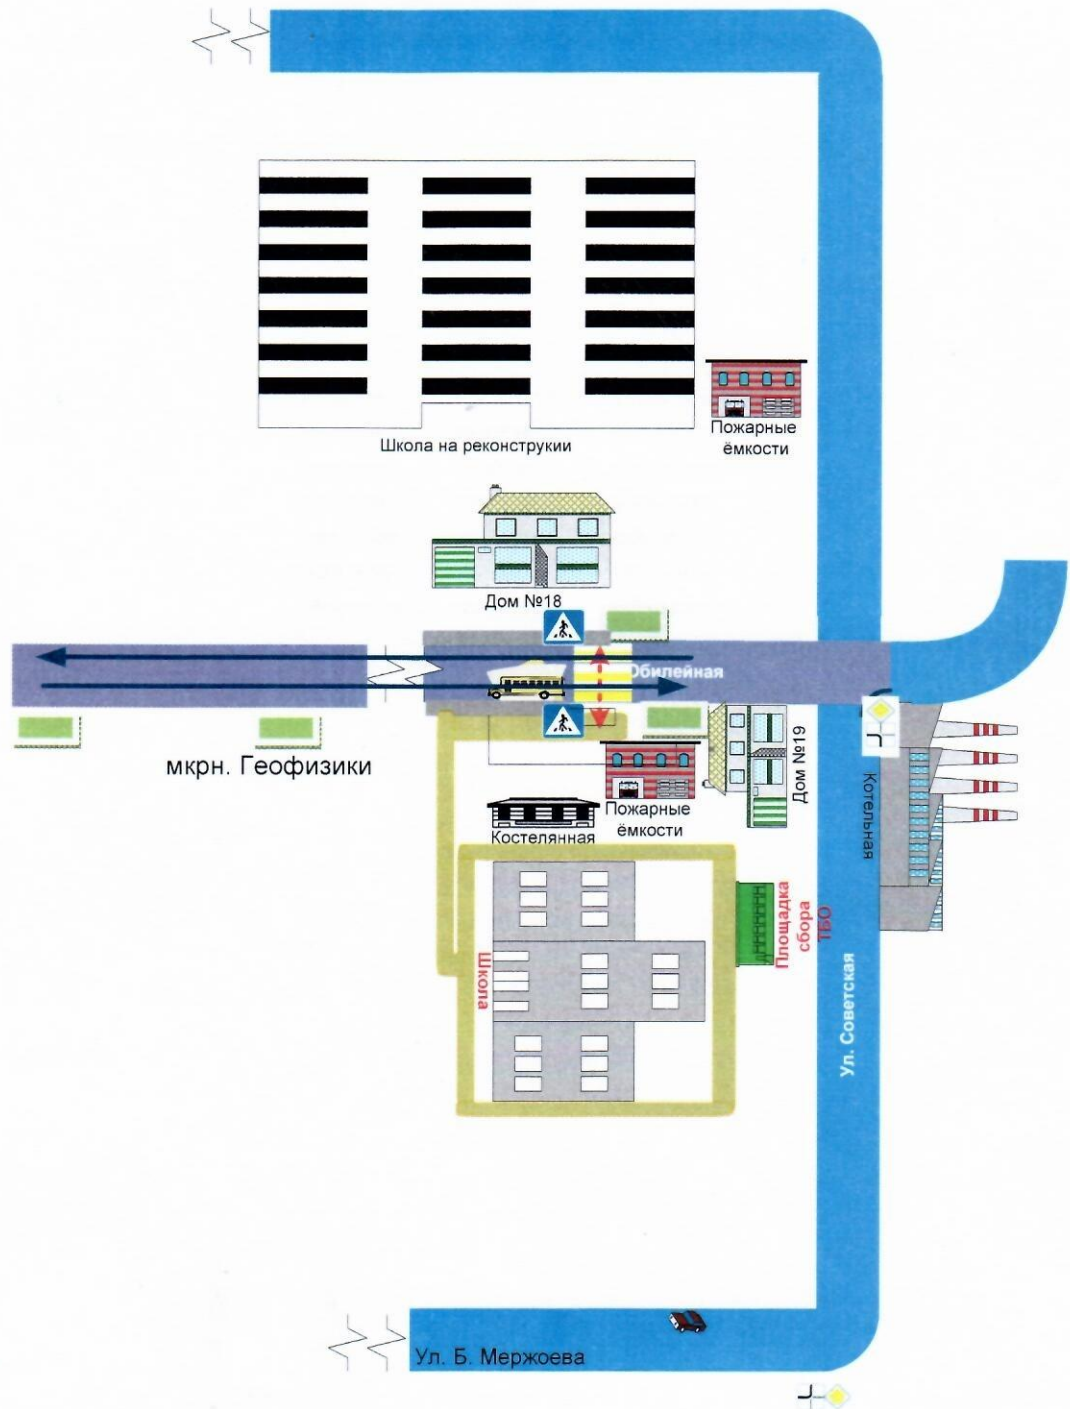 Школа на реконструкии
Пожарные
ёмкости
Дом №18
Юбилейная
мкрн. Геофизики
Дом №19
Пожарные
ёмкости
Костелянная
Котельная
Площадка
сбора
ТБО
Школа
Ул. Советская
Ул. Б. Мержоева